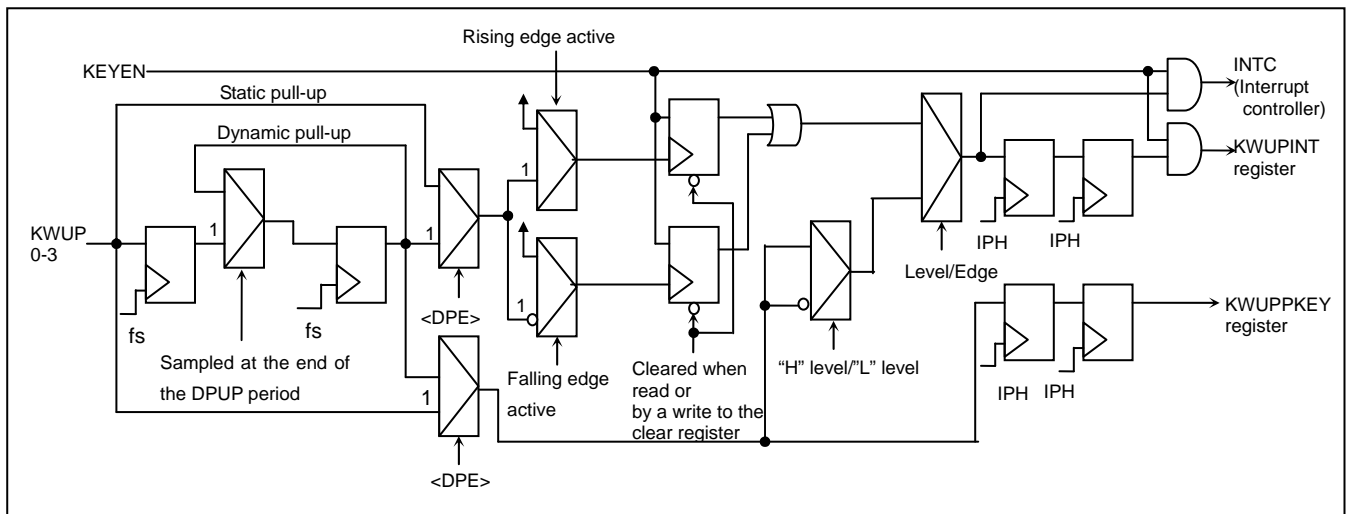 Rising edge active
KEYEN
INTC
(Interrupt
controller)
Static pull-up
Dynamic pull-up
KWUPINT
register
1
1
KWUP
0-3
1
1
1
fs
fs
<DPE>
IPH
IPH
Level/Edge
KWUPPKEY
register
Sampled at the end of
the DPUP period
1
Falling edge
active
Cleared when
read or
by a write to the
clear register
"H" level/"L" level
IPH
IPH
<DPE>